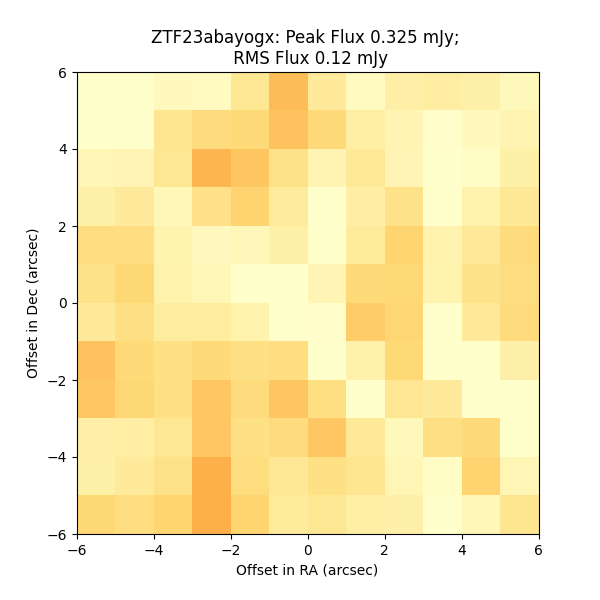 ZTF23abayogx: Peak Flux 0.325 mJy;
RMS Flux 0.12 mJy
6
4
2
0
−2
−4
−6
Offset in Dec (arcsec)
−6 −4 −2 0 2 4 6
Offset in RA (arcsec)